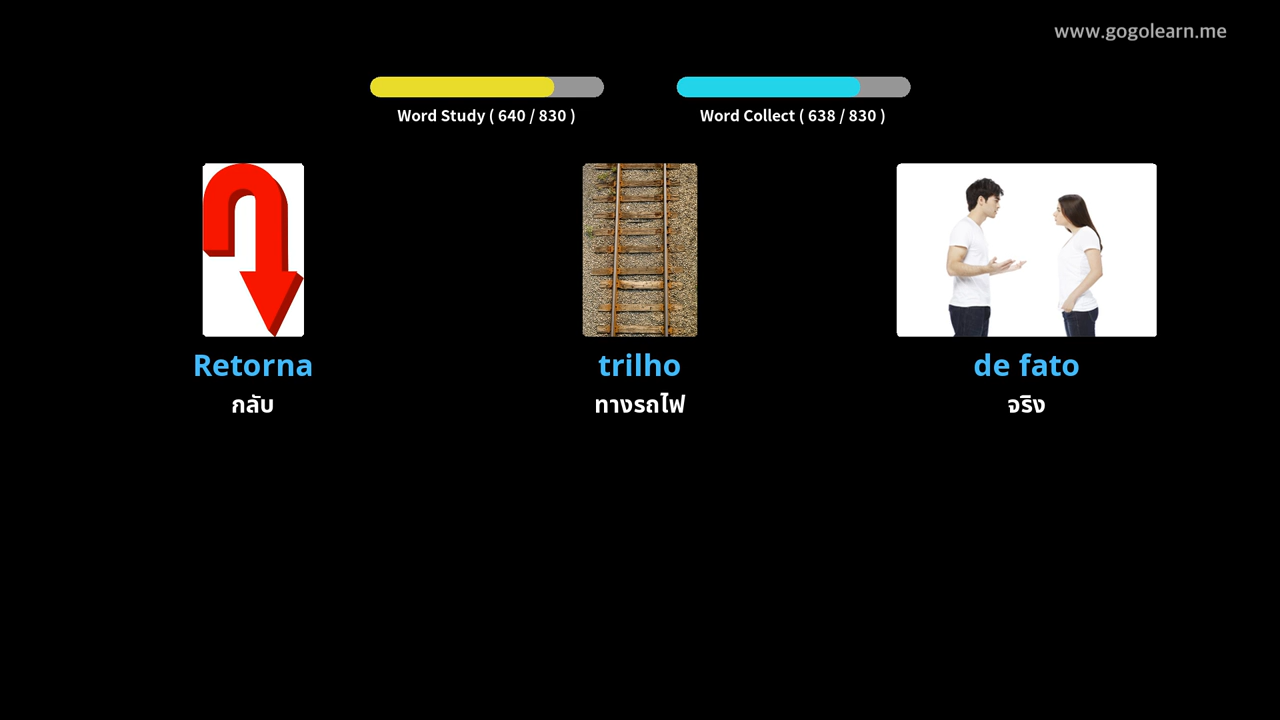 www.gogolearn.me
Word Study ( 640 / 830 )
Word Collect ( 638 / 830 )
Retorna
กลับ
trilho
ทางรถไฟ
de fato
จริง